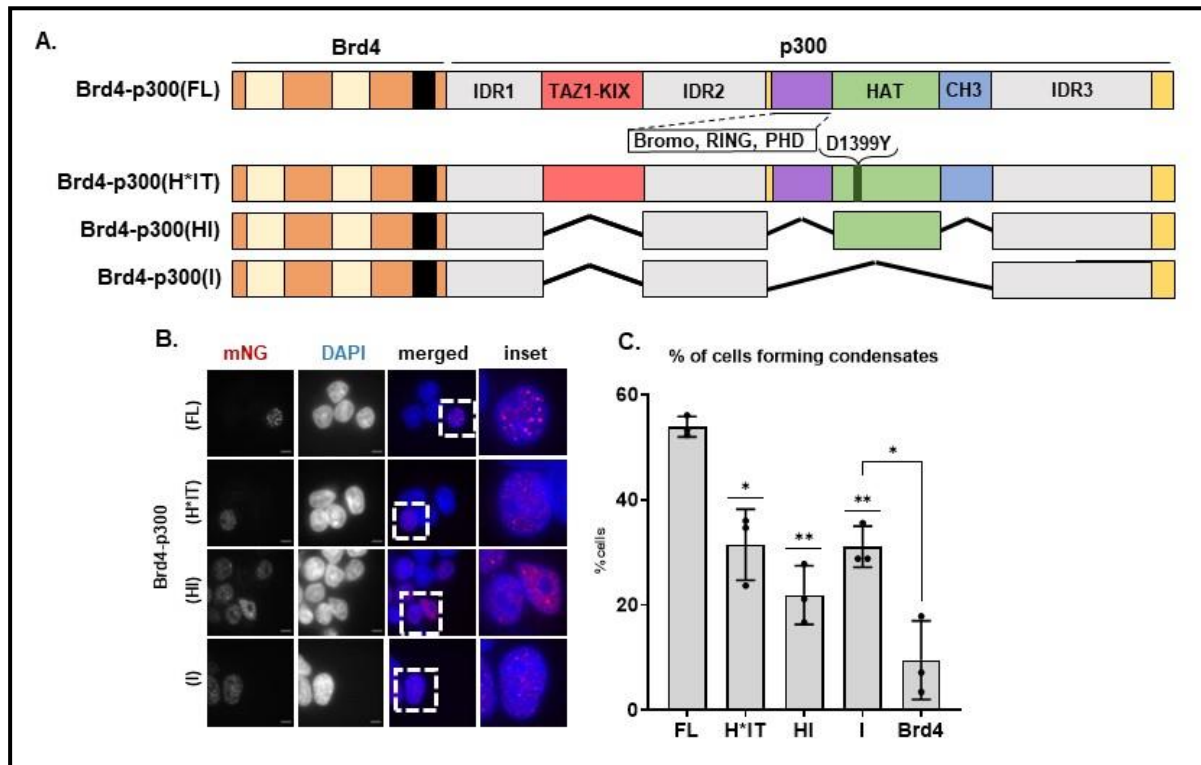 A.
Brd4 p300
Brd4-p300(FL) IDR1 TAZ1-KIX IDR2 HAT CH3 IDR3
Bromo, RING, PHD D1399Y
Brd4-p300(H*IT)
Brd4-p300(HI)
Brd4-p300(I)
B.
mNG DAPI merged inset
Brd4-p300
(FL)
(H*IT)
(HI)
(I)
C.
% of cells forming condensates
% cells
60
40
20
0
* ** ** *
FL H*IT HI I Brd4